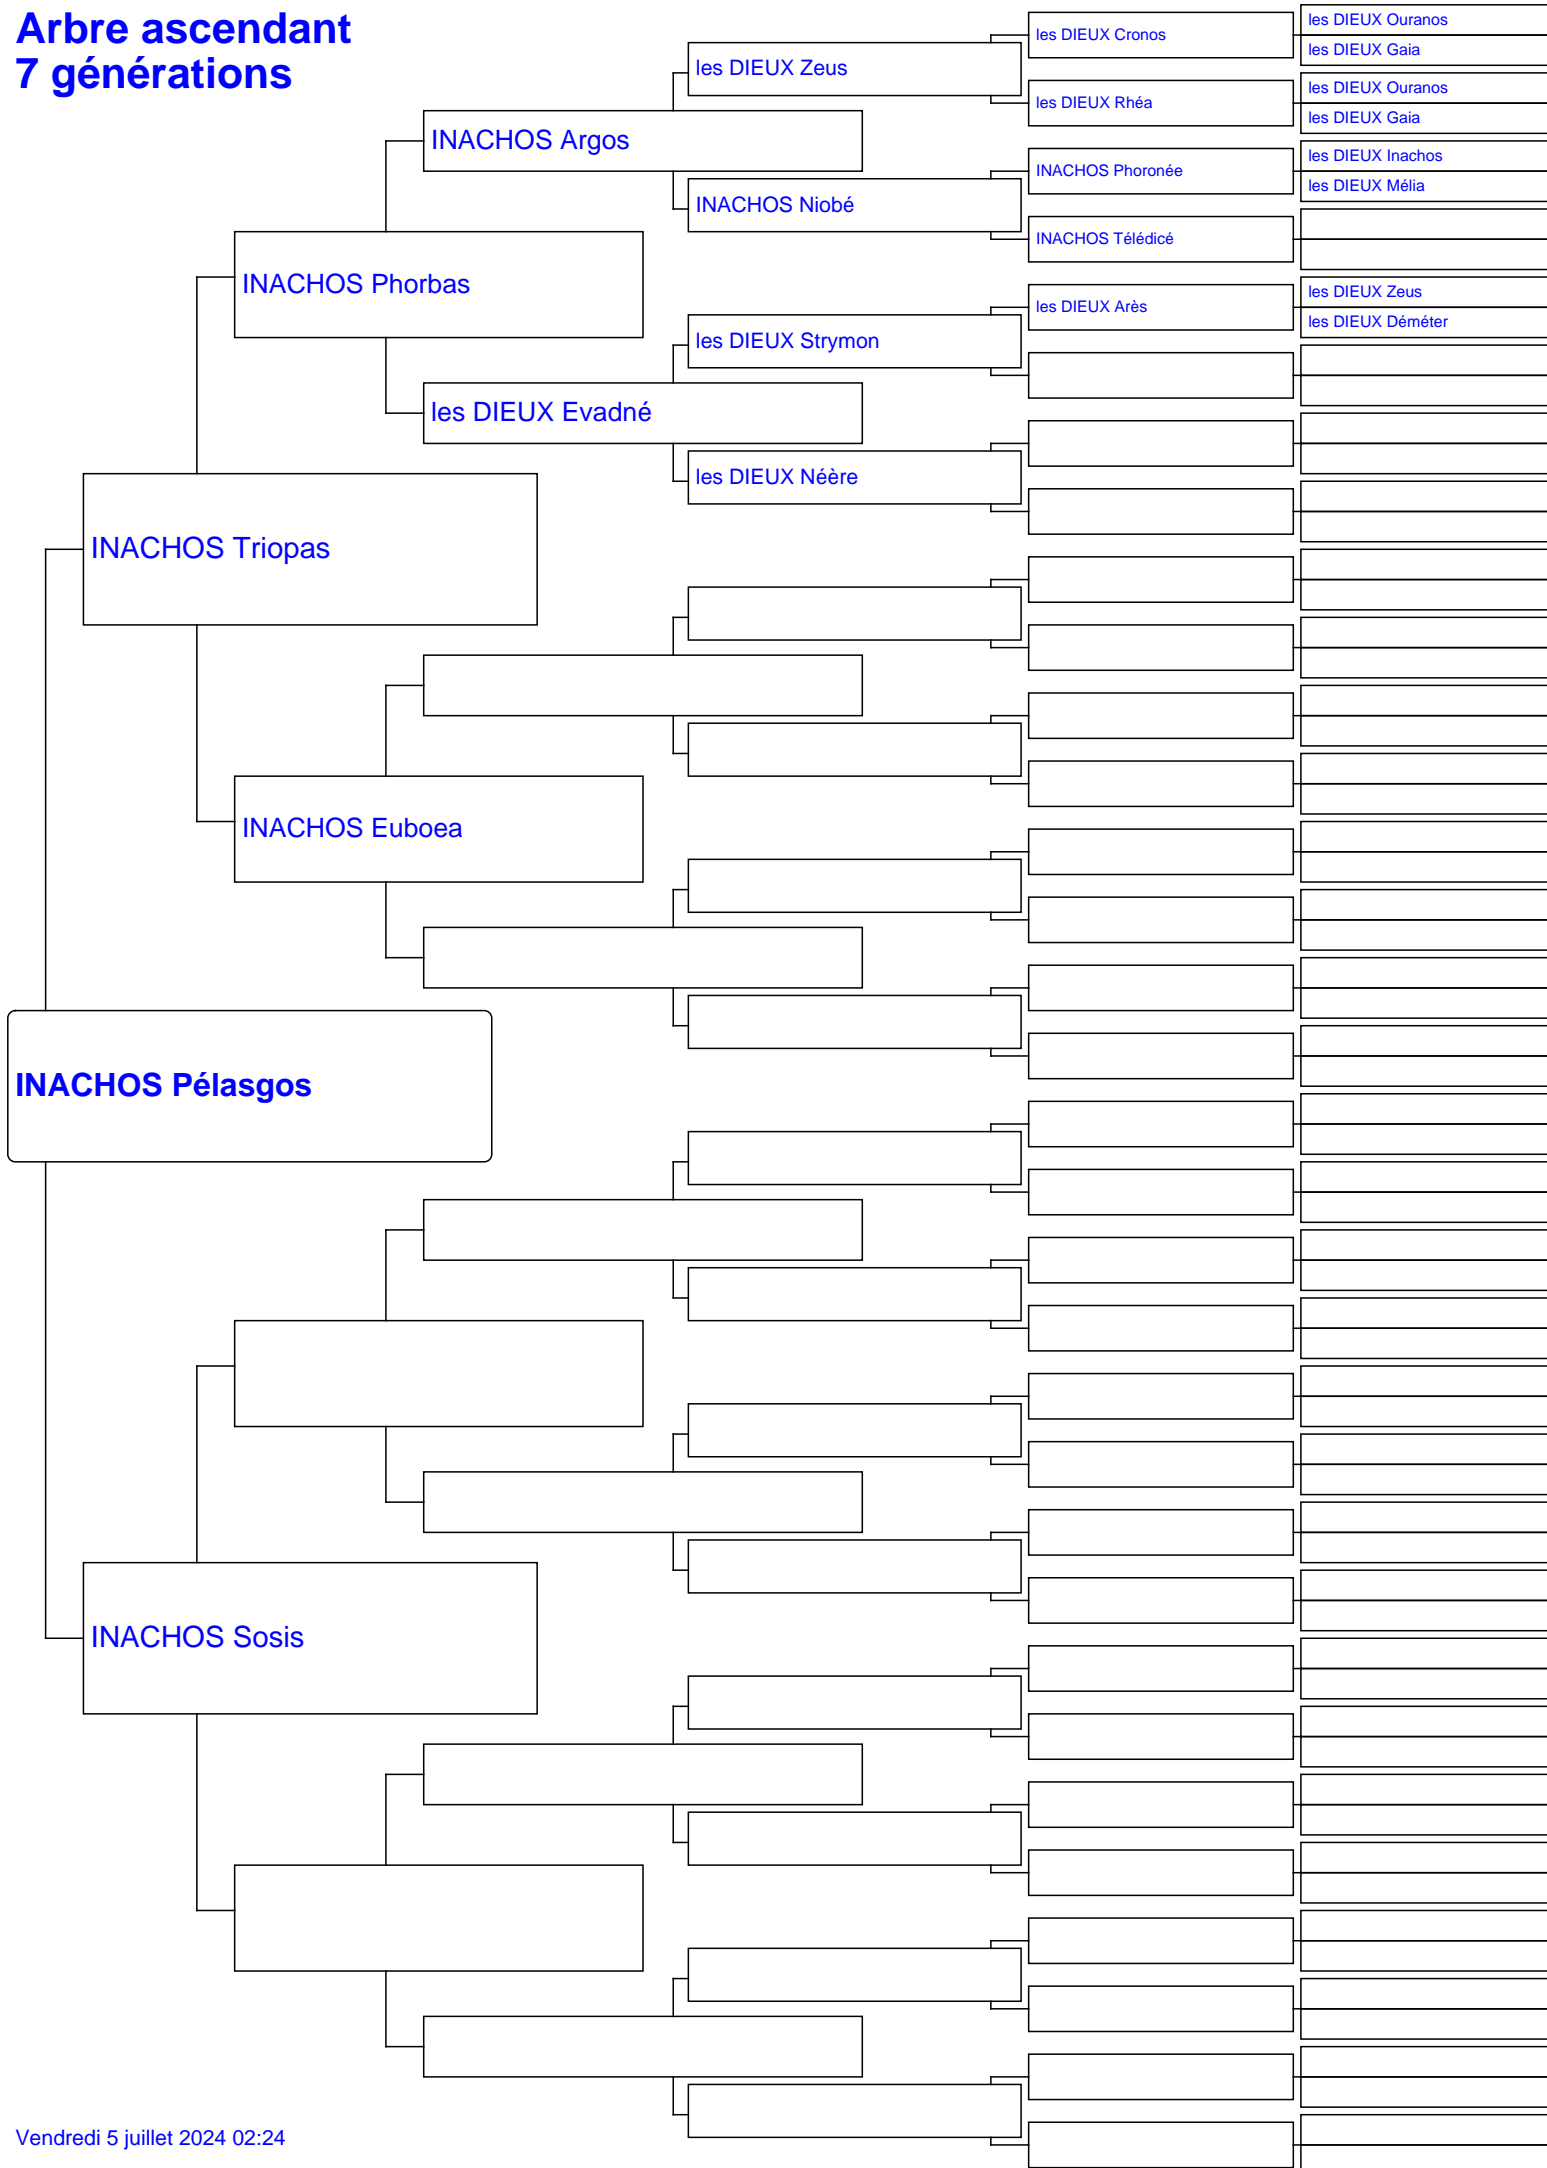 Arbre ascendant
7 générations
les DIEUX Ouranos
les DIEUX Cronos
les DIEUX Gaia
les DIEUX Zeus
les DIEUX Ouranos
les DIEUX Rhéa
les DIEUX Gaia
INACHOS Argos
les DIEUX Inachos
INACHOS Phoronée
les DIEUX Mélia
INACHOS Niobé
INACHOS Télédicé
INACHOS Phorbas
les DIEUX Zeus
les DIEUX Arès
les DIEUX Déméter
les DIEUX Strymon
les DIEUX Evadné
les DIEUX Néère
INACHOS Triopas
INACHOS Euboea
INACHOS Pélasgos
INACHOS Sosis
Vendredi 5 juillet 2024 02:24